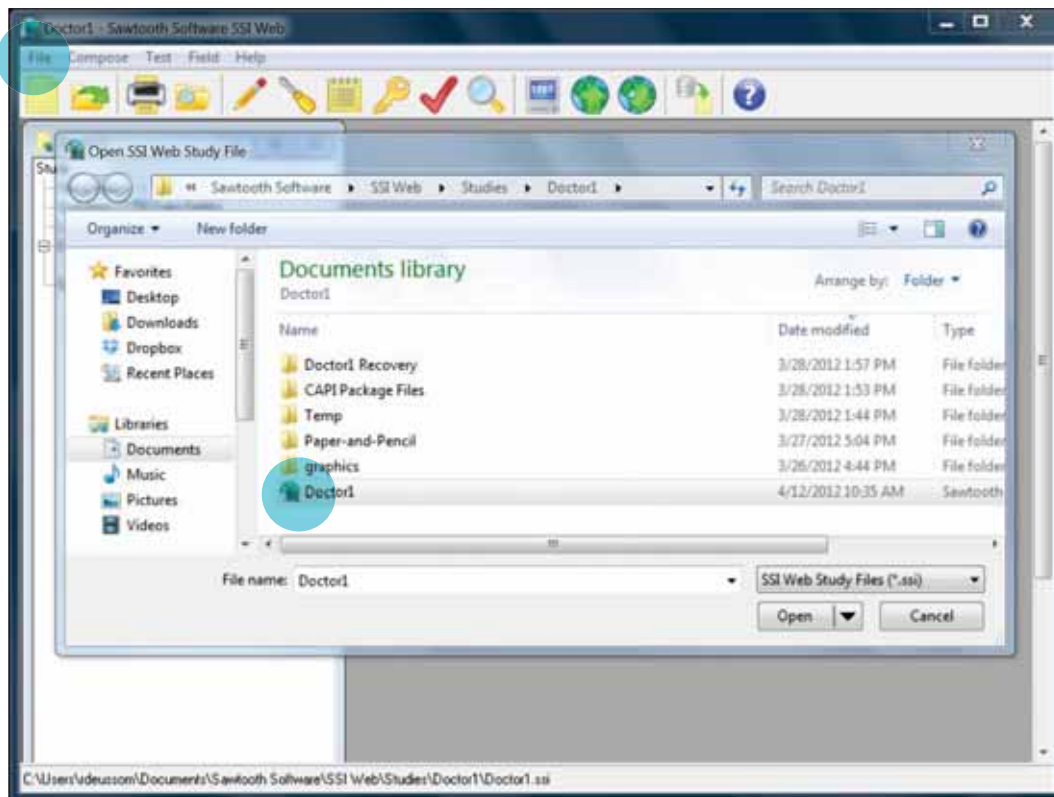 Doctor1 - Sawtooth Software SSI Web
File Compose Test Field Help
Open SSI Web Study File
« Sawtooth Software ▸ SSI Web ▸ Studies ▸ Doctor1 ▸ Search Doctor1
Organize New folder
Favorites
Desktop
Downloads
Dropbox
Recent Places
Libraries
Documents
Music
Pictures
Videos
Documents library
Doctor1
Arrange by: Folder
Name Date modified Type
Doctor1 Recovery 3/28/2012 1:57 PM File folder
CAPI Package Files 3/28/2012 1:53 PM File folder
Temp 3/28/2012 1:44 PM File folder
Paper-and-Pencil 3/27/2012 5:04 PM File folder
graphics 3/26/2012 4:44 PM File folder
Doctor1 4/12/2012 10:35 AM Sawtooth
File name: Doctor1 SSI Web Study Files (*.ssi)
Open Cancel
C:\Users\vdeussom\Documents\Sawtooth Software\SSI Web\Studies\Doctor1\Doctor1.ssi